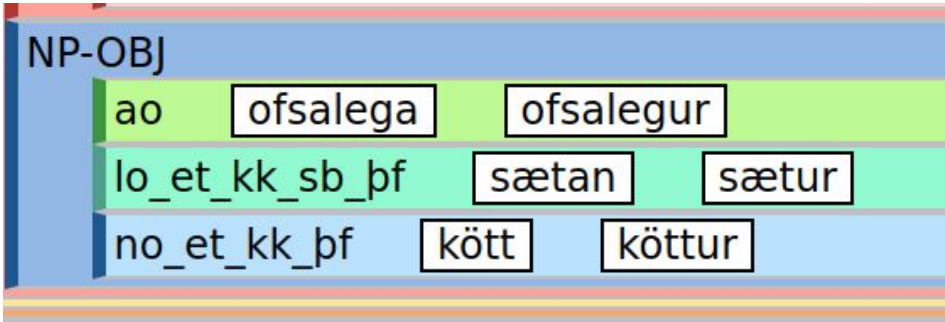 NP-OBJ
ao ofsalega ofsalegur
lo_et_kk_sb_þf sætan sætur
no_et_kk_þf kött köttur